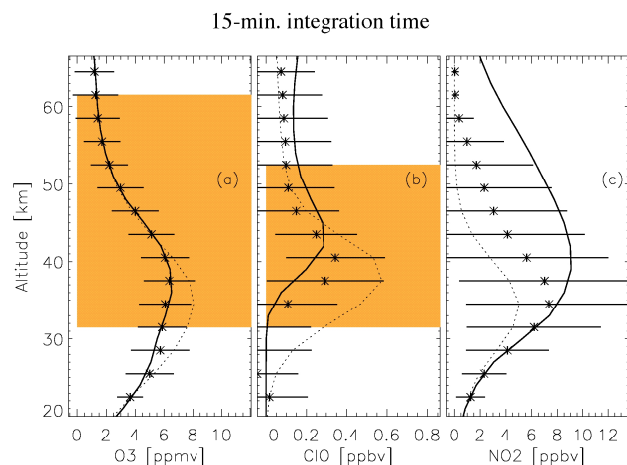 15-min. integration time
60
50
40
30
20
Altitude [km]
(a)
(b)
(c)
0 2 4 6 8 10
0 0.2 0.4 0.6 0.8
0 2 4 6 8 10 12
O3 [ppmv]
ClO [ppbv]
NO2 [ppbv]